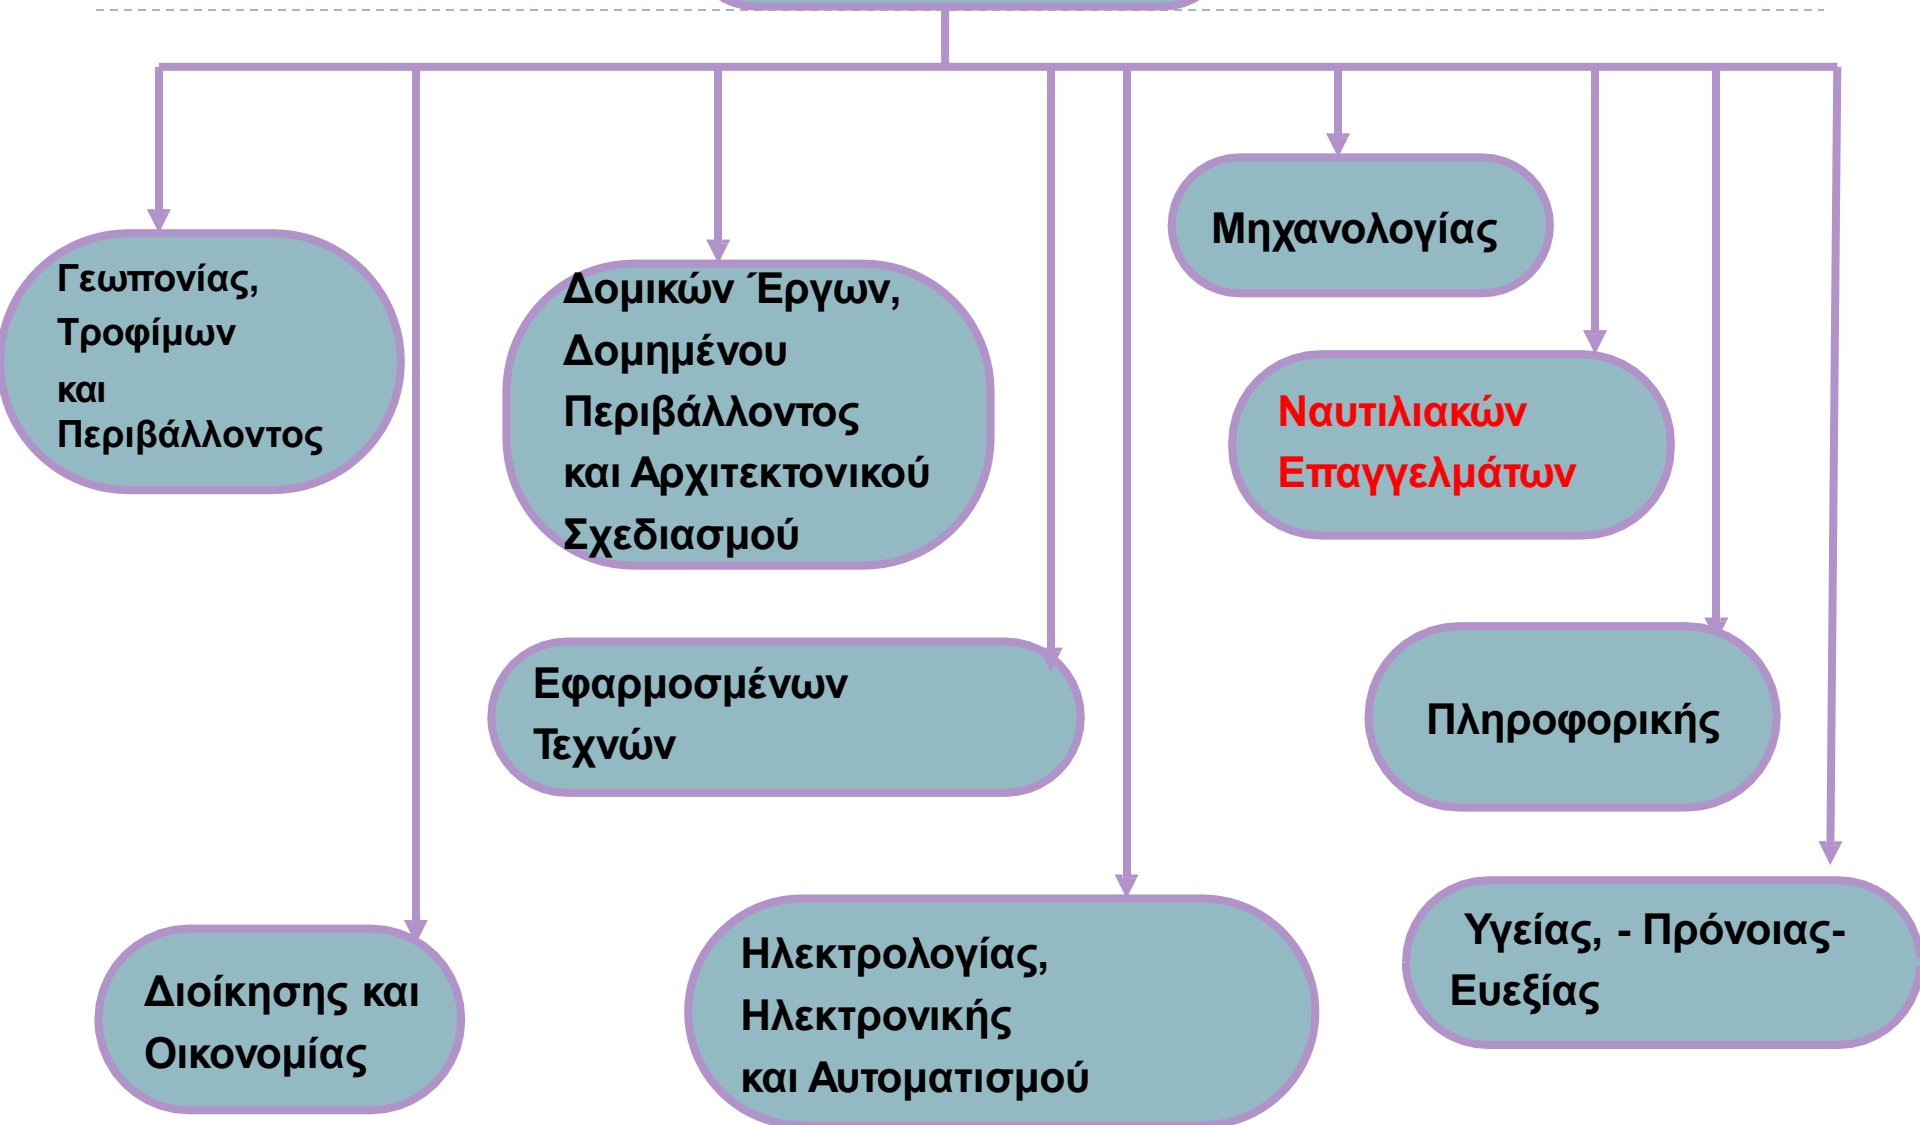 Γεωπονίας,
Τροφίμων
και
Περιβάλλοντος
Δομικών Έργων,
Δομημένου
Περιβάλλοντος
και Αρχιτεκτονικού
Σχεδιασμού
Μηχανολογίας
Ναυτιλιακών
Επαγγελμάτων
Εφαρμοσμένων
Τεχνών
Πληροφορικής
Διοίκησης και
Οικονομίας
Ηλεκτρολογίας,
Ηλεκτρονικής
και Αυτοματισμού
Υγείας, - Πρόνοιας-
Ευεξίας